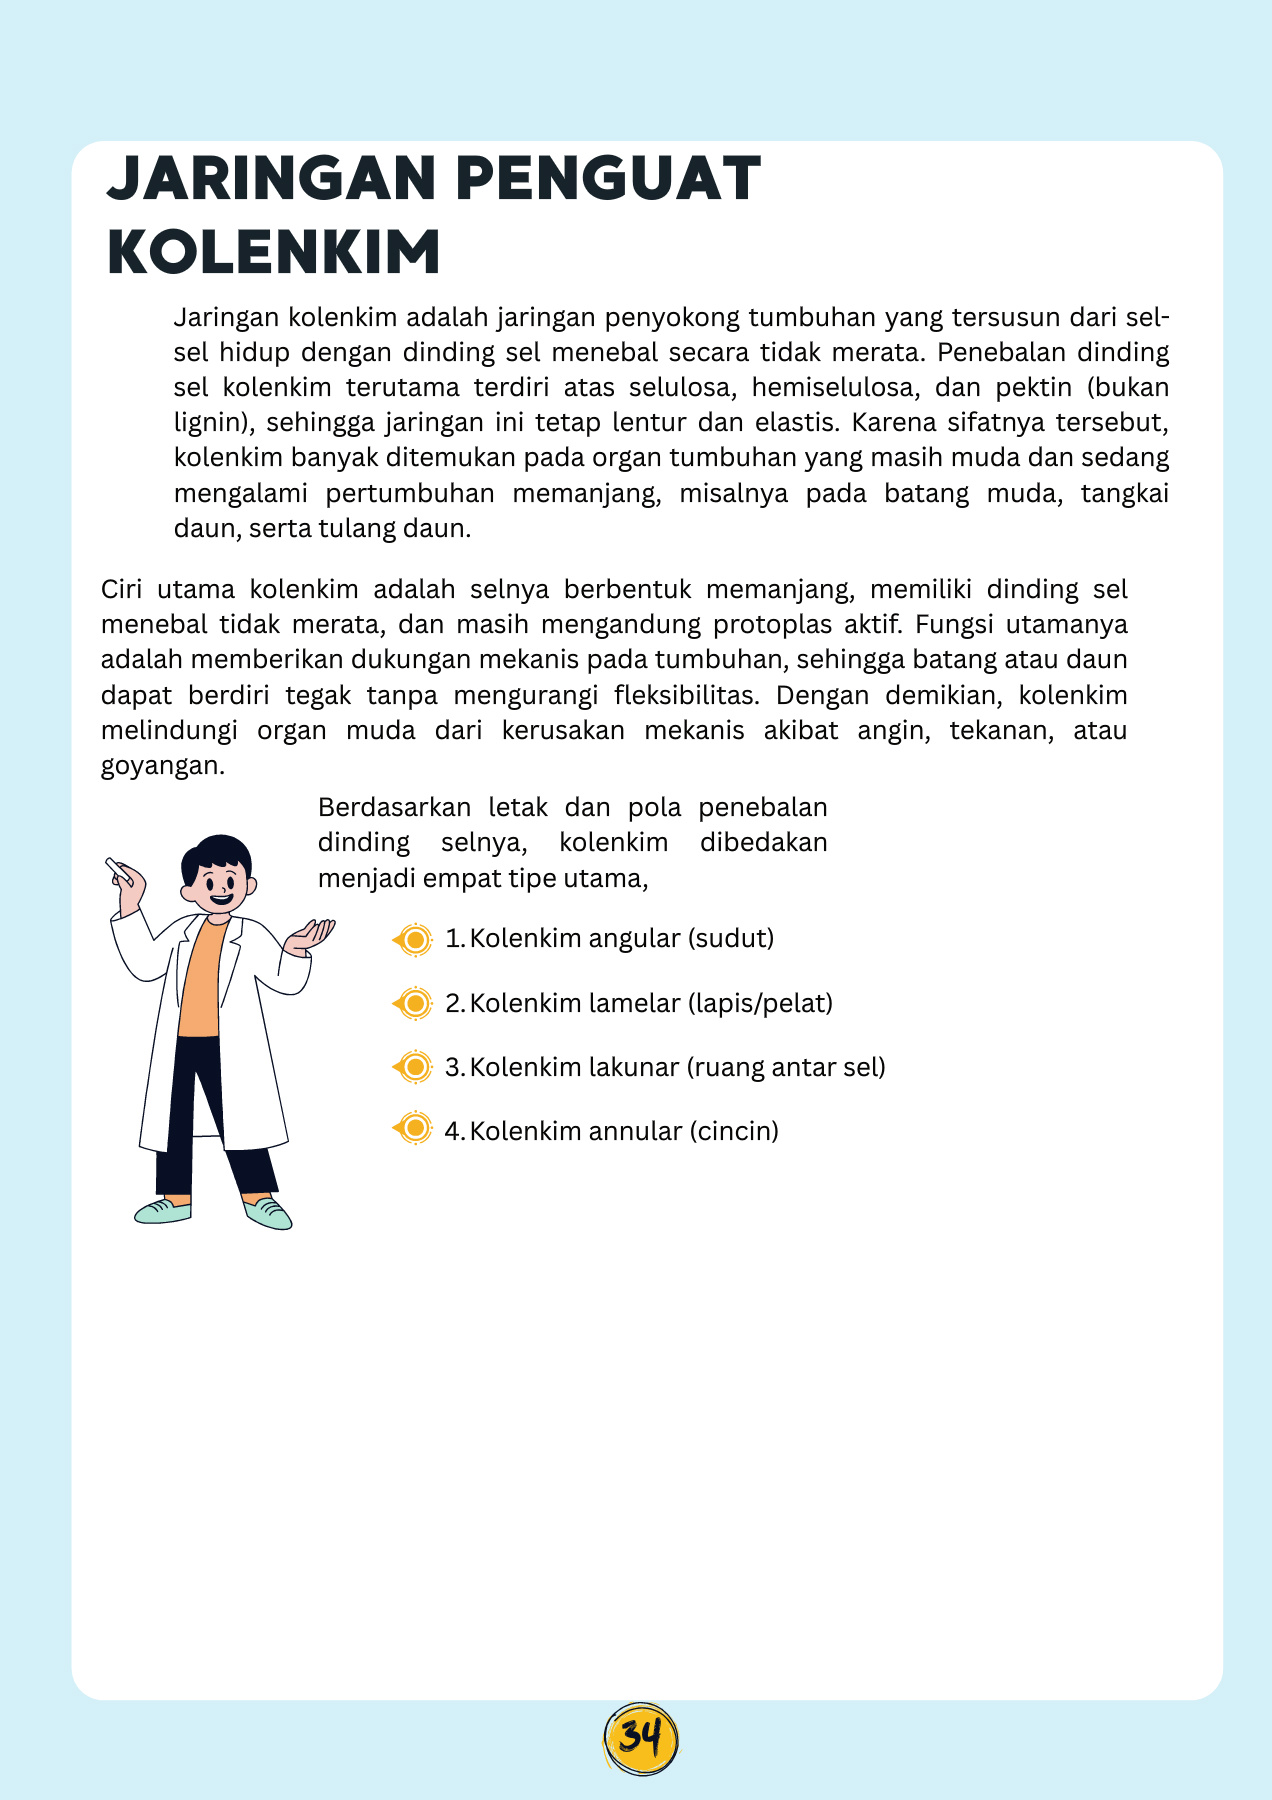 JARINGAN PENGUAT
KOLENKIM
Jaringan kolenkim adalah jaringan penyokong tumbuhan yang tersusun dari sel-
sel hidup dengan dinding sel menebal secara tidak merata. Penebalan dinding
sel kolenkim terutama terdiri atas selulosa, hemiselulosa, dan pektin (bukan
lignin), sehingga jaringan ini tetap lentur dan elastis. Karena sifatnya tersebut,
kolenkim banyak ditemukan pada organ tumbuhan yang masih muda dan sedang
mengalami pertumbuhan memanjang, misalnya pada batang muda, tangkai
daun, serta tulang daun.
Ciri utama kolenkim adalah selnya berbentuk memanjang, memiliki dinding sel
menebal tidak merata, dan masih mengandung protoplas aktif. Fungsi utamanya
adalah memberikan dukungan mekanis pada tumbuhan, sehingga batang atau daun
dapat berdiri tegak tanpa mengurangi fleksibilitas. Dengan demikian, kolenkim
melindungi organ muda dari kerusakan mekanis akibat angin, tekanan, atau
goyangan.
Berdasarkan letak dan pola penebalan
dinding selnya, kolenkim dibedakan
menjadi empat tipe utama,
1. Kolenkim angular (sudut)
2. Kolenkim lamelar (lapis/pelat)
3. Kolenkim lakunar (ruang antar sel)
4. Kolenkim annular (cincin)
34